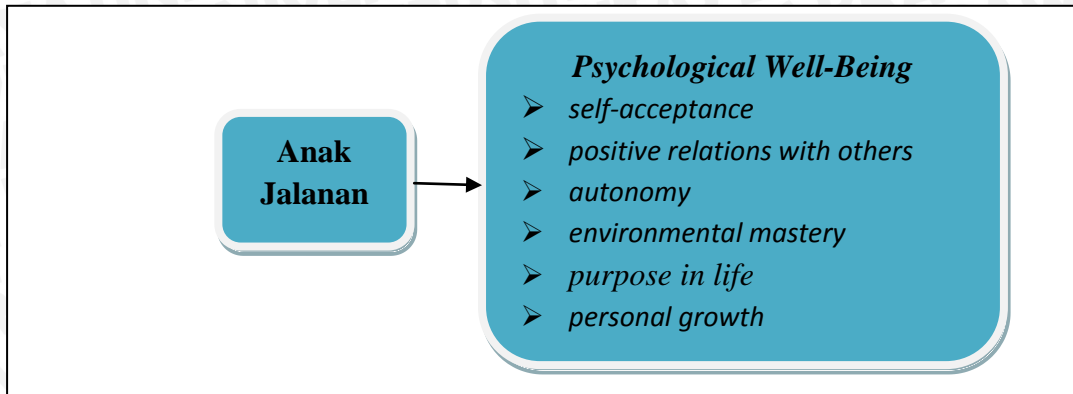 Anak
Jalanan
Psychological Well-Being
➢ self-acceptance
➢ positive relations with others
➢ autonomy
➢ environmental mastery
➢ purpose in life
➢ personal growth